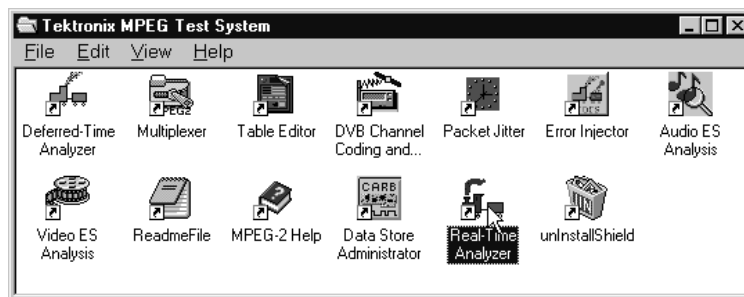 Tektronix MPEG Test System
File Edit View Help
Deferred-Time
Analyzer
Multiplexer
Table Editor
DVB Channel
Coding and...
Packet Jitter
Error Injector
Audio ES
Analysis
Video ES
Analysis
ReadmeFile
MPEG-2 Help
CARB
Data Store
Administrator
Real-Time
Analyzer
unInstallShield